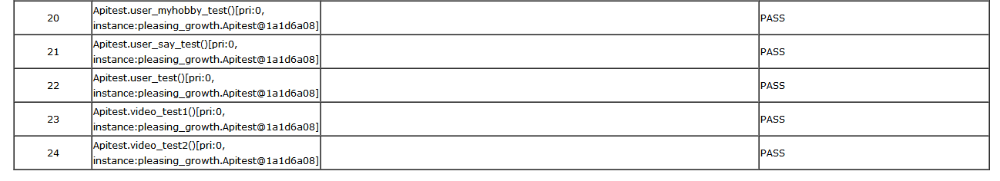 20
Apitest.user_myhobby_test()[pri:0,
instance:pleasing_growth.Apitest@1a1d6a08]
PASS
21
Apitest.user_say_test()[pri:0,
instance:pleasing_growth.Apitest@1a1d6a08]
PASS
22
Apitest.user_test()[pri:0,
instance:pleasing_growth.Apitest@1a1d6a08]
PASS
23
Apitest.video_test1()[pri:0,
instance:pleasing_growth.Apitest@1a1d6a08]
PASS
24
Apitest.video_test2()[pri:0,
instance:pleasing_growth.Apitest@1a1d6a08]
PASS